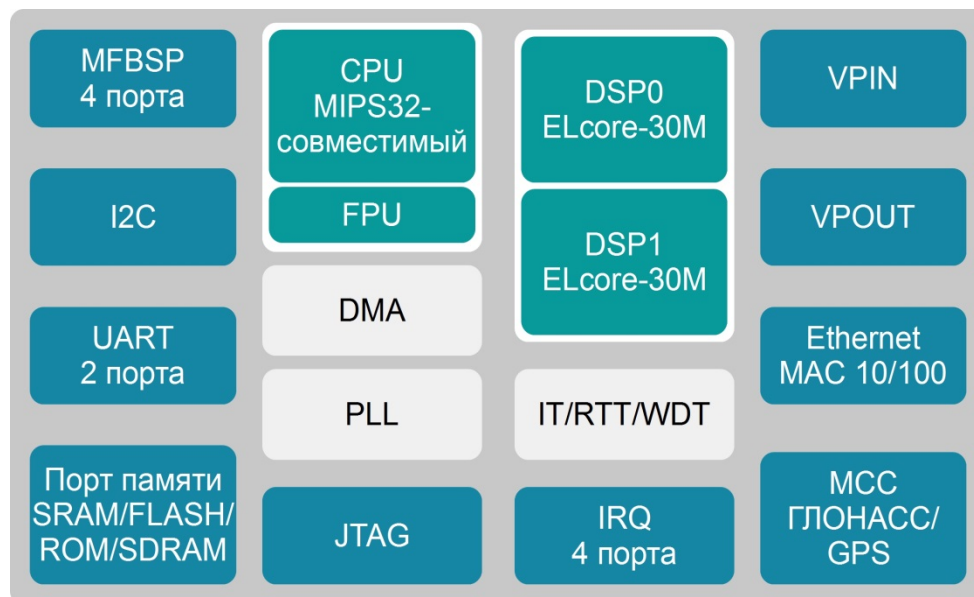 MFBSP
4 порта
I2C
UART
2 порта
Порт памяти
SRAM/FLASH/
ROM/SDRAM
CPU
MIPS32-
совместимый
FPU
DMA
PLL
JTAG
DSP0
ELcore-30M
DSP1
ELcore-30M
IT/RTT/WDT
IRQ
4 порта
VPIN
VPOUT
Ethernet
MAC 10/100
МСС
ГЛОНАСС/
GPS